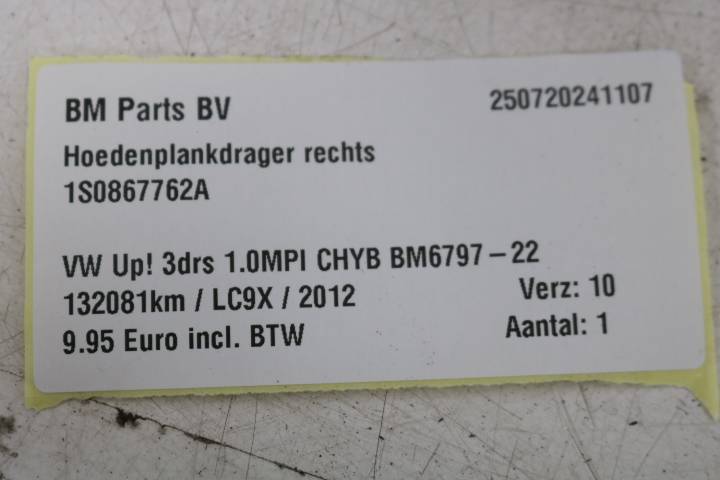 BM Parts BV 250720241107
Hoedenplankdrager rechts
1S0867762A
VW Up! 3drs 1.0MPI CHYB BM6797-22
132081km / LC9X / 2012 Verz: 10
9.95 Euro incl. BTW Aantal: 1